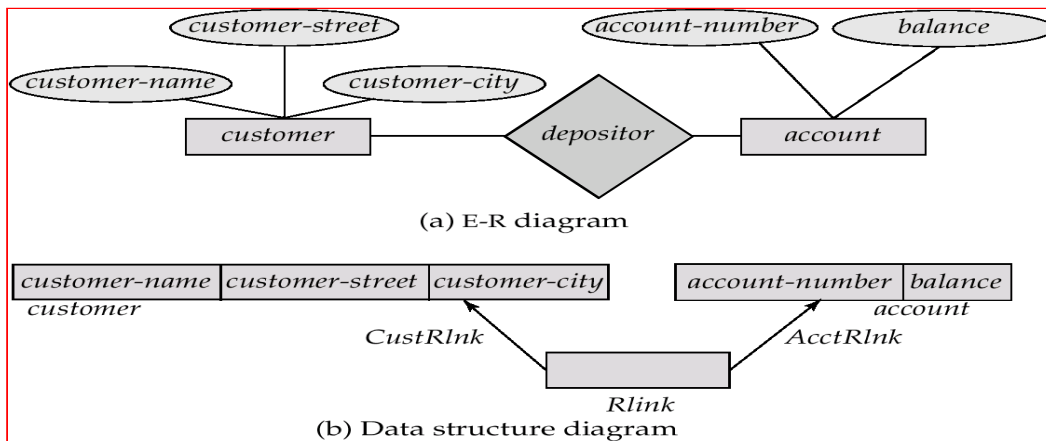 customer-street
account-number
balance
customer-name
customer-city
customer
depositor
account
(a) E-R diagram
customer-name customer-street customer-city
account-number balance
customer
account
CustRlnk
AcctRlnk
Rlink
(b) Data structure diagram